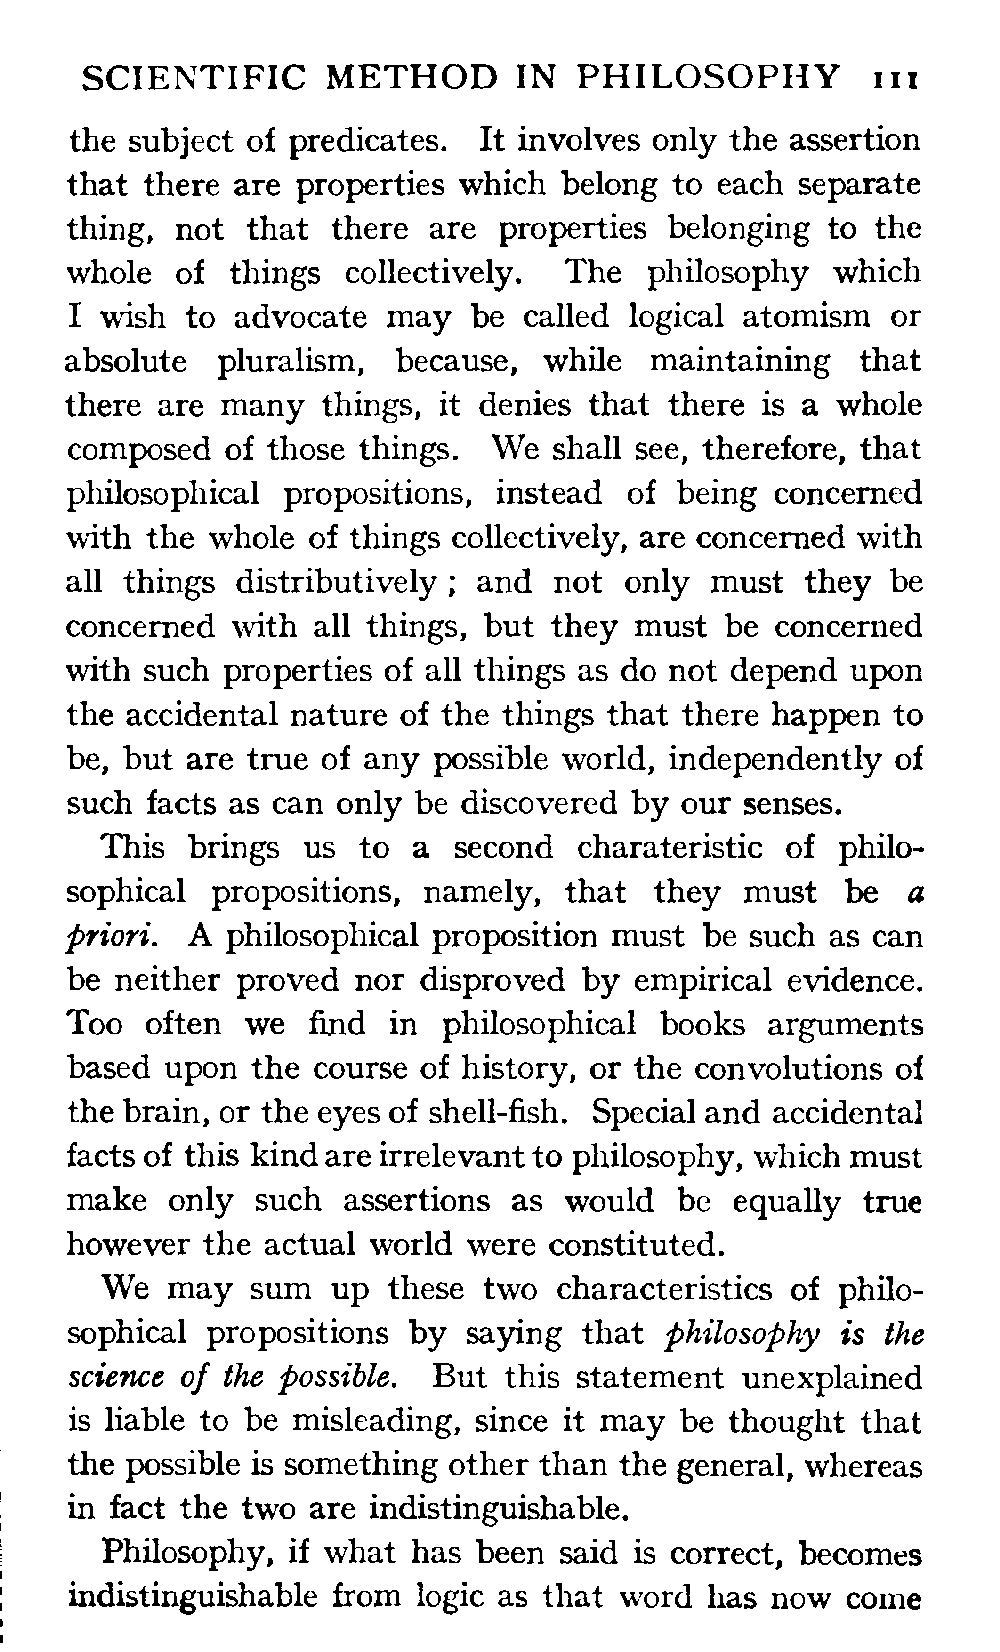 SCIENTIFIC METHOD IN PHILOSOPHY 111
the subject of predicates. It involves only the assertion
that there are properties which belong to each separate
thing, not that there are properties belonging to the
whole of things collectively. The philosophy which
I wish to advocate may be called logical atomism or
absolute pluralism, because, while maintaining that
there are many things, it denies that there is a whole
composed of those things. We shall see, therefore, that
philosophical propositions, instead of being concerned
with the whole of things collectively, are concerned with
all things distributively ; and not only must they be
concerned with all things, but they must be concerned
with such properties of all things as do not depend upon
the accidental nature of the things that there happen to
be, but are true of any possible world, independently of
such facts as can only be discovered by our senses.
This brings us to a second charateristic of philo-
sophical propositions, namely, that they must be a
priori. A philosophical proposition must be such as can
be neither proved nor disproved by empirical evidence.
Too often we find in philosophical books arguments
based upon the course of history, or the convolutions of
the brain, or the eyes of shell-fish. Special and accidental
facts of this kind are irrelevant to philosophy, which must
make only such assertions as would be equally true
however the actual world were constituted.
We may sum up these two characteristics of philo-
sophical propositions by saying that philosophy is the
science of the possible. But this statement unexplained
is liable to be misleading, since it may be thought that
the possible is something other than the general, whereas
in fact the two are indistinguishable.
Philosophy, if what has been said is correct, becomes
indistinguishable from logic as that word has now come